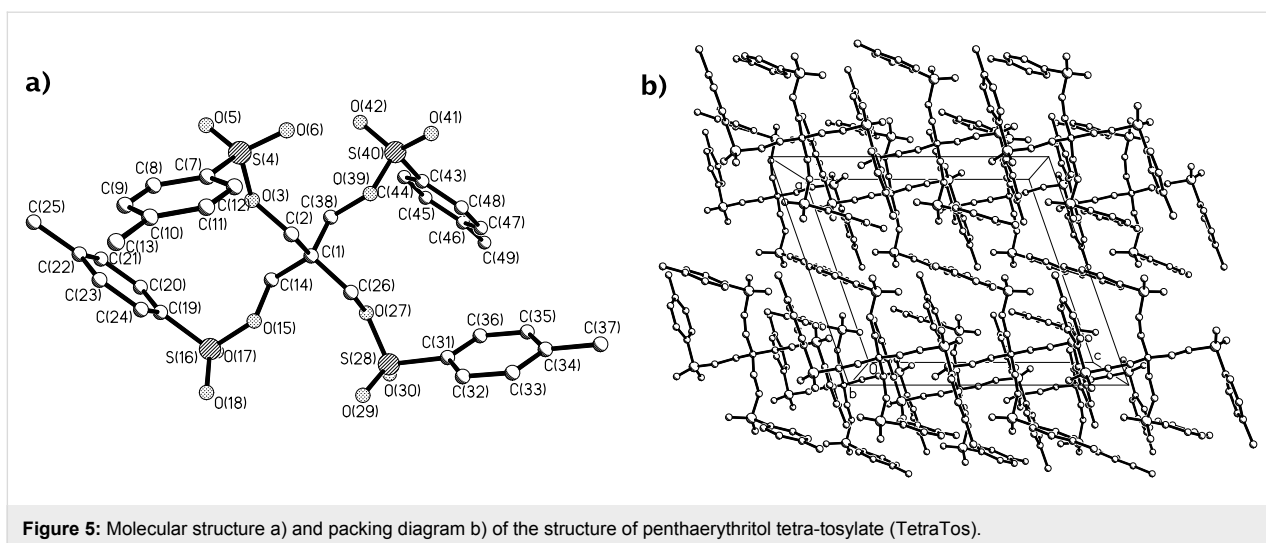 a)
b)
O(42)
O(5)
O(41)
O(6)
S(40)
S(4)
C(8)
C(7)
O(39)
C(43)
C(9)
O(3)
C(44)
C(12)
C(48)
C(38)
C(45)
C(25)
C(11)
C(2)
C(47)
C(10)
C(46)
C(13)
C(1)
C(49)
C(21)
C(22)
C(20)
C(14)
C(26)
C(23)
C(19)
O(27)
C(24)
O(15)
C(36)
C(35)
C(37)
S(16)
O(17)
S(28)
C(31)
C(34)
O(30)
C(32)
C(33)
O(18)
O(29)
a
0
c
b
Figure 5: Molecular structure a) and packing diagram b) of the structure of penthaerythritol tetra-tosylate (TetraTos).